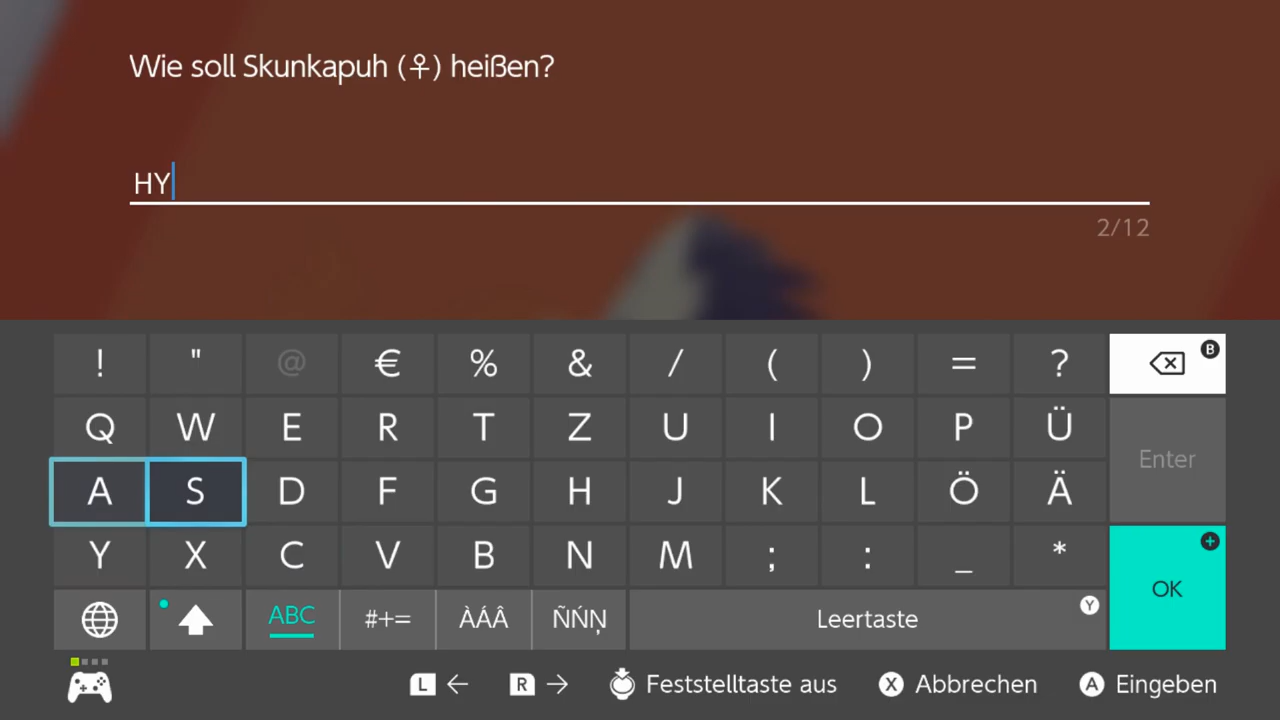 Wie soll Skunkapuh (♀) heißen?
HY
2/12
! " @ € % & / ( ) = ? B
Q W E R T Z U I O P Ü
A S D F G H J K L Ö Ä Enter
Y X C V B N M ; : _ * + OK
ABC #+= ÀÁÂ ÑŃŅ Leertaste Y
L ← R → Feststelltaste aus X Abbrechen A Eingeben